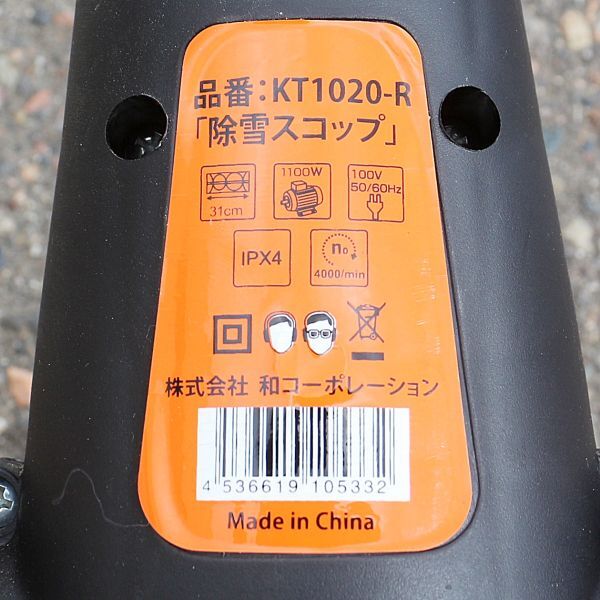 品番：KT1020-R
「除雪スコップ」
31cm
1100W
100V
50/60Hz
IPX4
n₀
4000/min
株式会社 和コーポレーション
4 536619 105332
Made in China